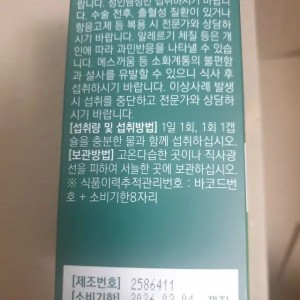 랍니다. 성인남성만 섭취하시기 바랍니
다. 수술 전후, 출혈성 질환이 있거나
항응고제 등 복용 시 전문가와 상담하
시기 바랍니다. 알레르기 체질 등은 개
인에 따라 과민반응을 나타낼 수 있습
니다. 메스꺼움 등 소화계통의 불편함
과 설사를 유발할 수 있으니 식사 후
섭취하십시오. 이상사례 발생
시 섭취를 중단하고 전문가와 상담하
시기 바랍니다.
[섭취량 및 섭취방법] 1일 1회, 1회 1캡
슐을 충분한 물과 함께 섭취하십시오.
[보관방법] 고온다습한 곳이나 직사광선
을 피하여 서늘한 곳에 보관하십시오.
※ 식품이력추적관리번호 : 바코드번호
+ 소비기한8자리
[제조번호] 2586411
[소비기한]